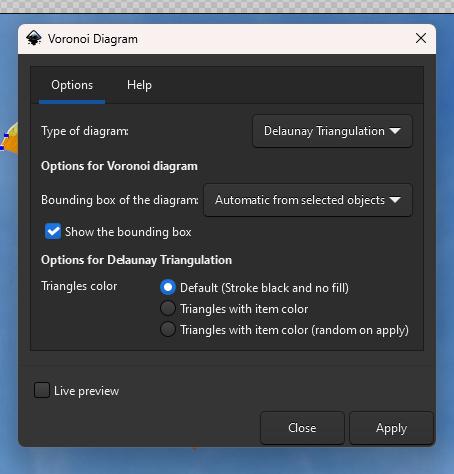 Voronoi Diagram
Options Help
Type of diagram: Delaunay Triangulation
Options for Voronoi diagram
Bounding box of the diagram: Automatic from selected objects
Show the bounding box
Options for Delaunay Triangulation
Triangles color Default (Stroke black and no fill)
Triangles with item color
Triangles with item color (random on apply)
Live preview
Close Apply